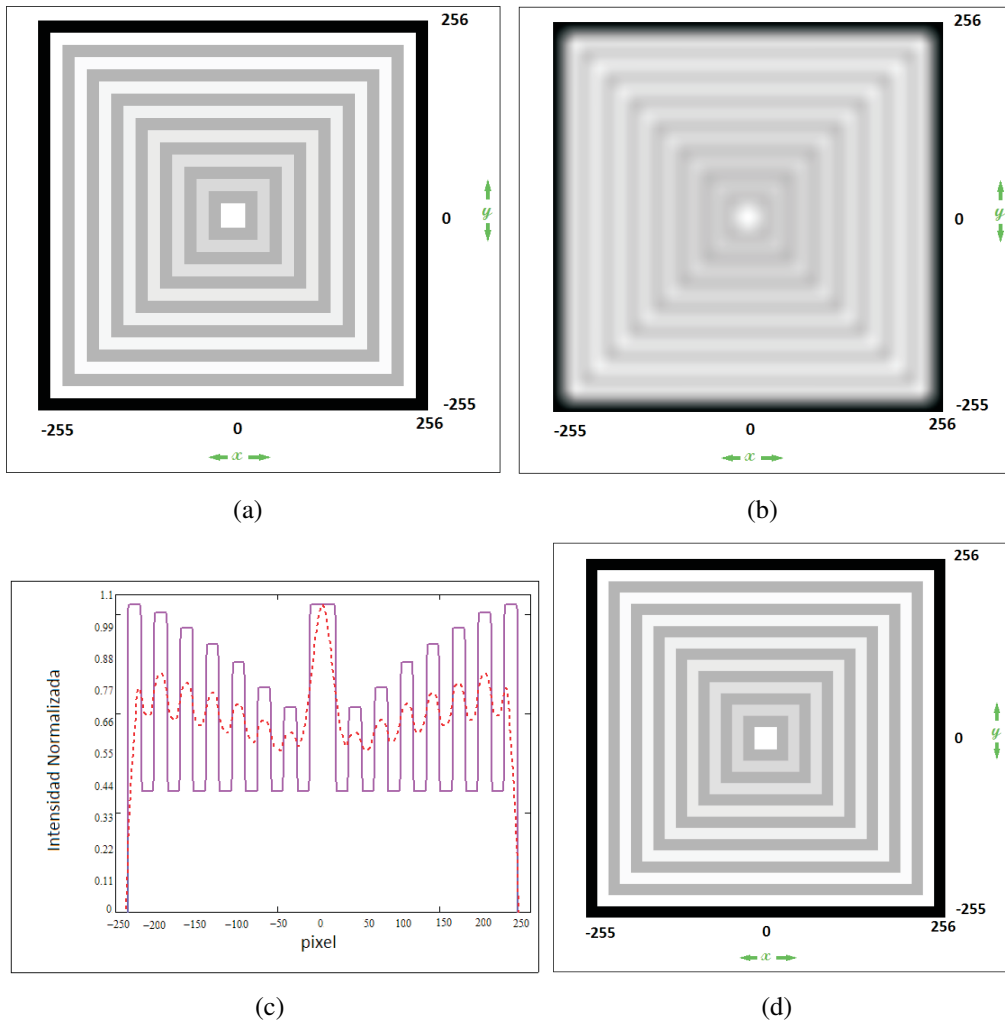 256
0
-255
-255 0 256
x
y
(a)
256
0
-255
-255 0 256
x
y
(b)
1.1
0.99
0.88
0.77
0.66
0.55
0.44
0.33
0.22
0.11
0
Intensidad Normalizada
-250 -200 -150 -100 -50 0 50 100 150 200 250
pixel
(c)
256
0
-255
-255 0 256
x
y
(d)